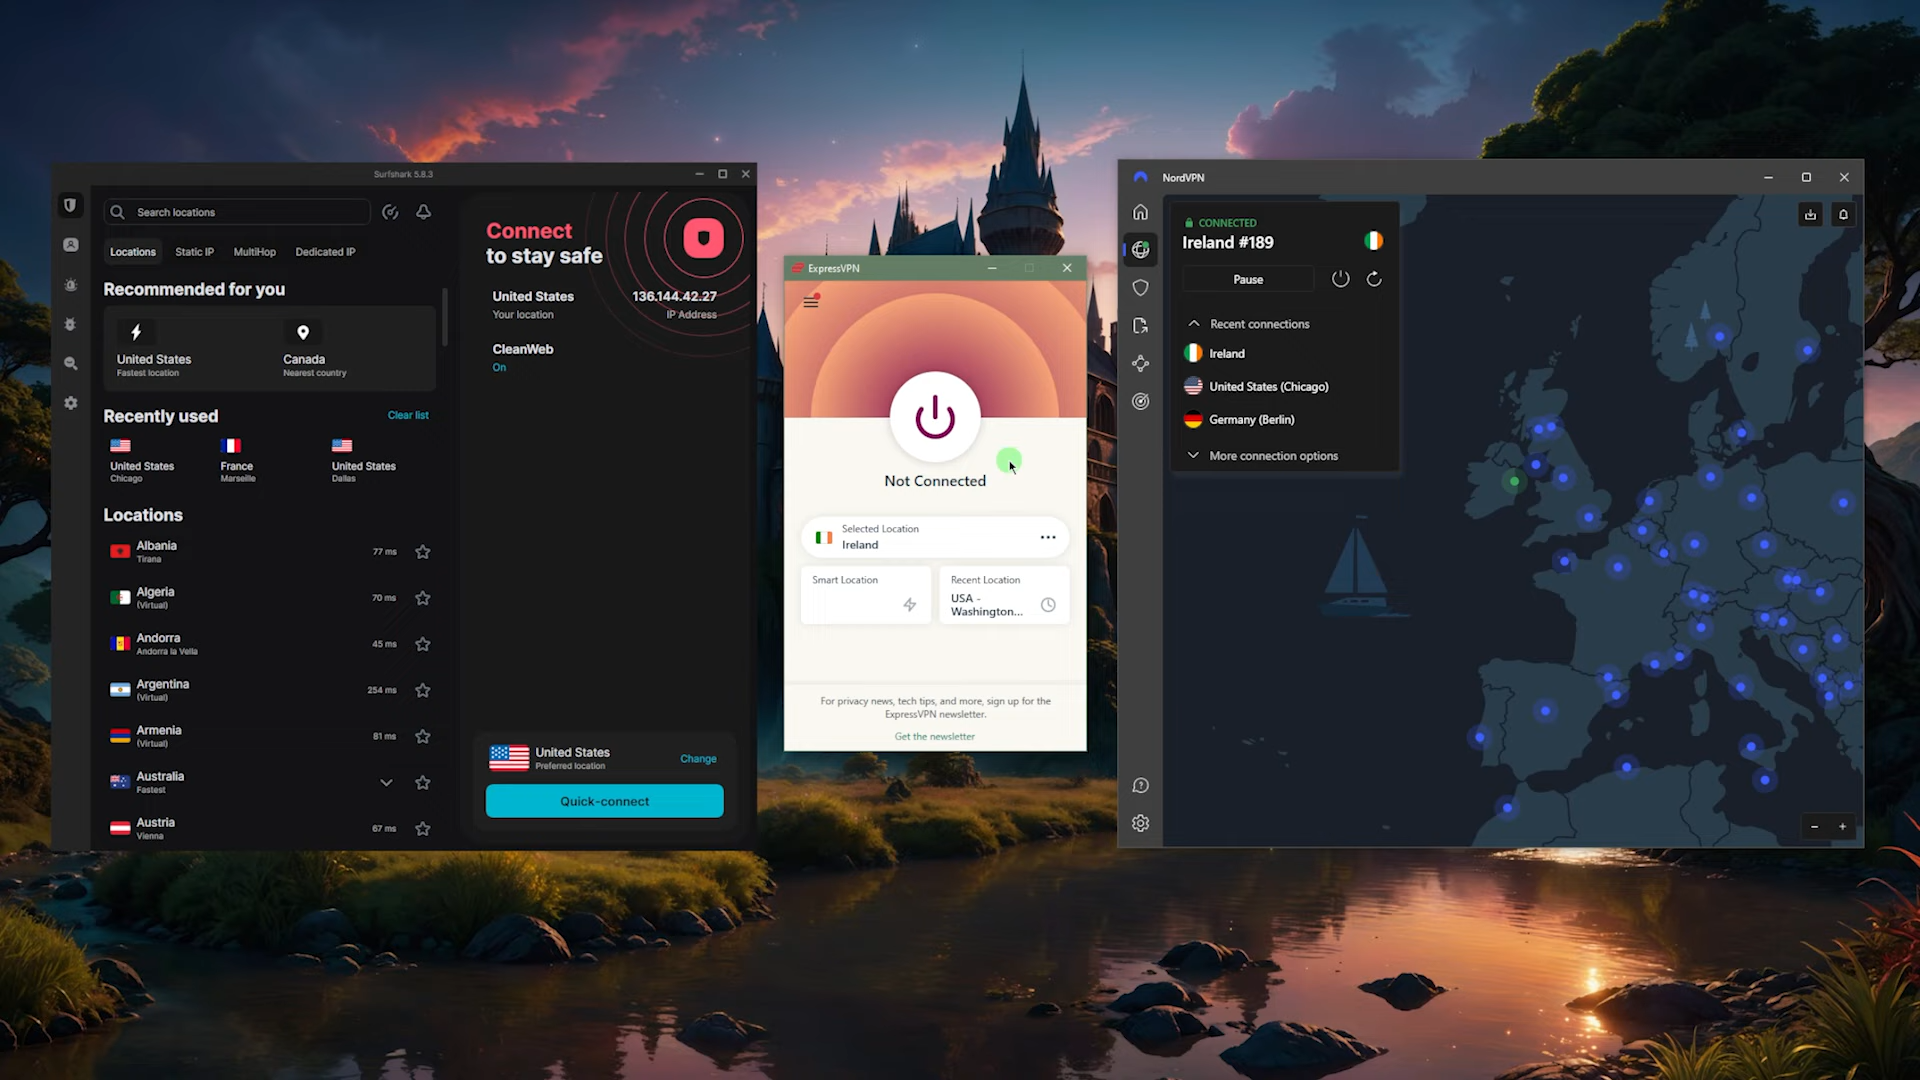 Surfshark 5.8.3
Search locations
Locations
Static IP
MultiHop
Dedicated IP
Recommended for you
United States
Fastest location
Canada
Nearest country
Recently used
Clear list
United States
Chicago
France
Marseille
United States
Dallas
Locations
Albania
Tirana
77 ms
Algeria
(Virtual)
70 ms
Andorra
Andorra la Vella
45 ms
Argentina
(Virtual)
254 ms
Armenia
(Virtual)
81 ms
Australia
Fastest
Austria
Vienna
67 ms
Connect
to stay safe
United States
Your location
136.144.42.27
IP Address
CleanWeb
On
United States
Preferred location
Change
Quick-connect
ExpressVPN
Not Connected
Selected Location
Ireland
Smart Location
Recent Location
USA -
Washington...
For privacy news, tech tips, and more, sign up for the
ExpressVPN newsletter.
Get the newsletter
NordVPN
CONNECTED
Ireland #189
Pause
Recent connections
Ireland
United States (Chicago)
Germany (Berlin)
More connection options